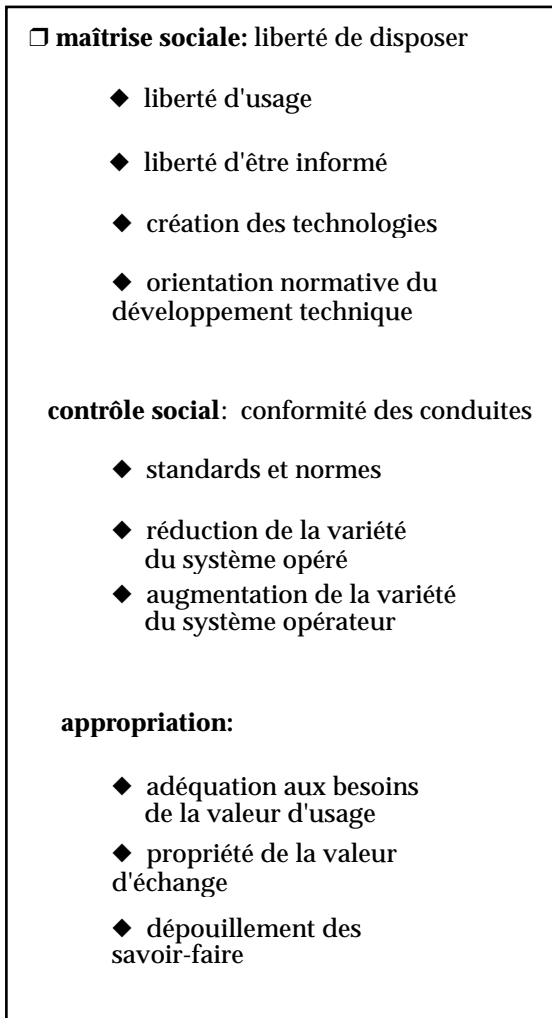 ❒ maîtrise sociale: liberté de disposer
◆ liberté d'usage
◆ liberté d'être informé
◆ création des technologies
◆ orientation normative du
développement technique
contrôle social: conformité des conduites
◆ standards et normes
◆ réduction de la variété
du système opéré
◆ augmentation de la variété
du système opérateur
appropriation:
◆ adéquation aux besoins
de la valeur d'usage
◆ propriété de la valeur
d'échange
◆ dépouillement des
savoir-faire